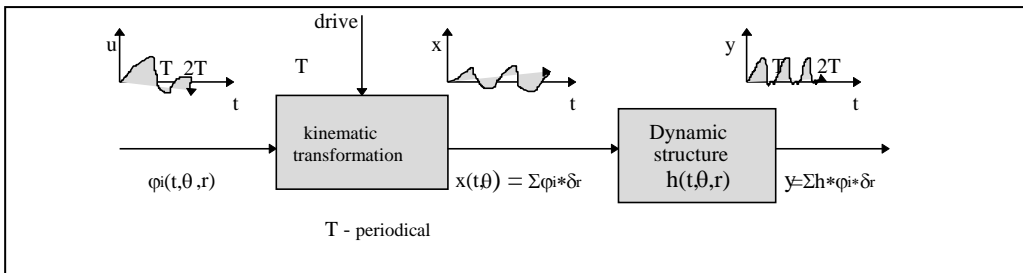 drive
u
T 2T
t
T
x
t
y
T 2T
t
kinematic
transformation
Dynamic
structure
h(t,θ,r)
φi(t,θ,r)
x(t,θ) = Σφi*δr
y=Σh*φi*δr
T - periodical